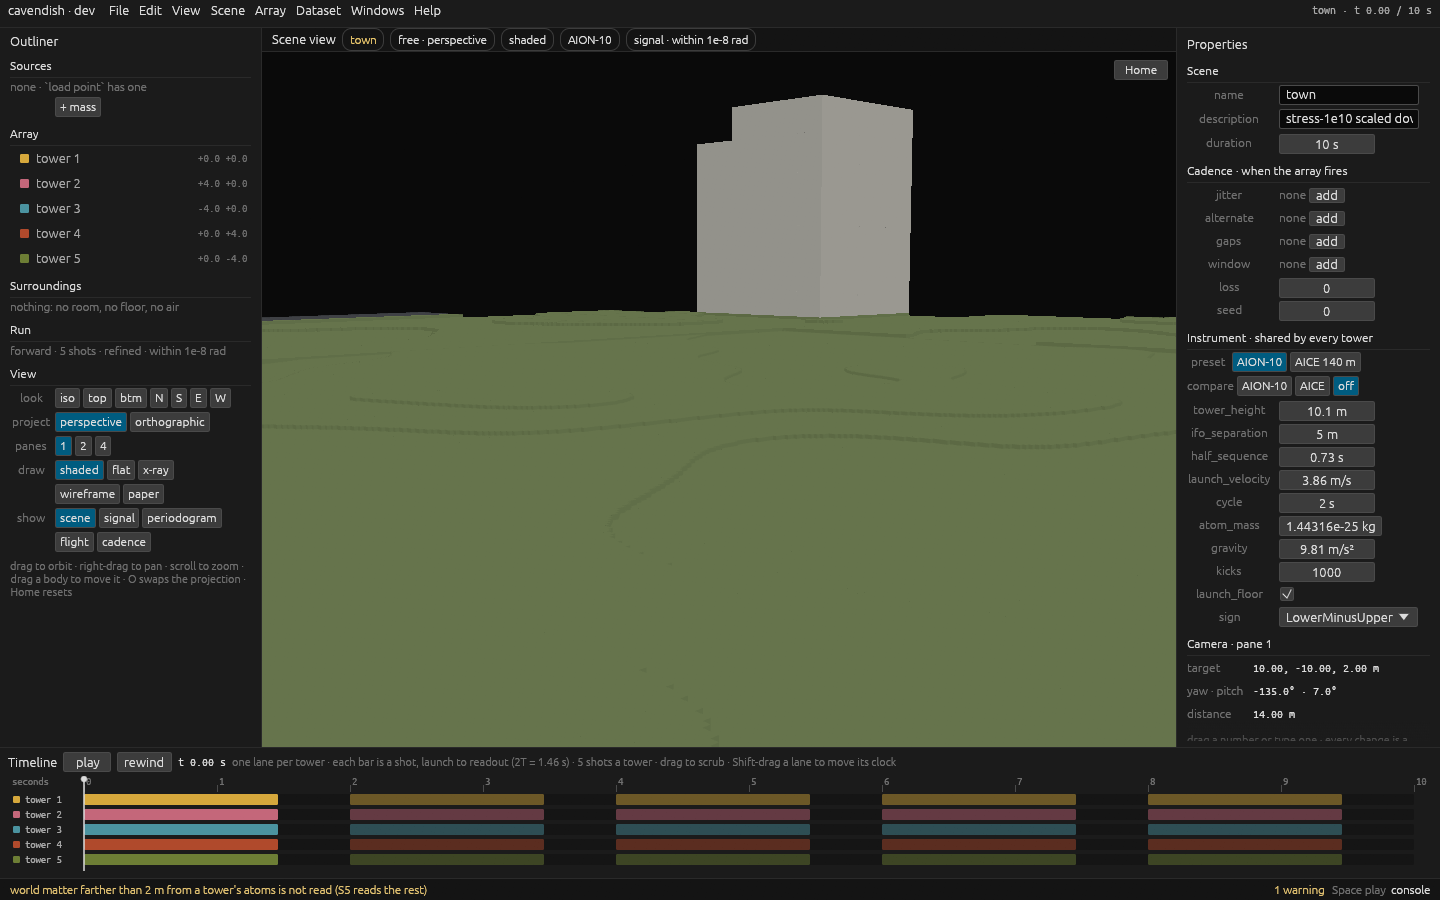 cavendish · dev File Edit View Scene Array Dataset Windows Help town · t 0.00 / 10 s
Outliner
Sources
none · `load point` has one
+ mass
Array
tower 1 +0.0 +0.0
tower 2 +4.0 +0.0
tower 3 -4.0 +0.0
tower 4 +0.0 +4.0
tower 5 +0.0 -4.0
Surroundings
nothing: no room, no floor, no air
Run
forward · 5 shots · refined · within 1e-8 rad
View
look iso top btm N S E W
project perspective orthographic
panes 1 2 4
draw shaded flat x-ray
wireframe paper
show scene signal periodogram
flight cadence
drag to orbit · right-drag to pan · scroll to zoom ·
drag a body to move it · O swaps the projection ·
Home resets
Scene view town free · perspective shaded AION-10 signal · within 1e-8 rad
Home
Properties
Scene
name town
description stress-1e10 scaled dow
duration 10 s
Cadence · when the array fires
jitter none add
alternate none add
gaps none add
window none add
loss 0
seed 0
Instrument · shared by every tower
preset AION-10 AICE 140 m
compare AION-10 AICE off
tower_height 10.1 m
ifo_separation 5 m
half_sequence 0.73 s
launch_velocity 3.86 m/s
cycle 2 s
atom_mass 1.44316e-25 kg
gravity 9.81 m/s²
kicks 1000
launch_floor
sign LowerMinusUpper
Camera · pane 1
target 10.00, -10.00, 2.00 m
yaw · pitch -135.0° · 7.0°
distance 14.00 m
drag a number or type one · every change is a
Timeline play rewind t 0.00 s one lane per tower · each bar is a shot, launch to readout (2T = 1.46 s) · 5 shots a tower · drag to scrub · Shift-drag a lane to move its clock
seconds 0 1 2 3 4 5 6 7 8 9 10
tower 1
tower 2
tower 3
tower 4
tower 5
world matter farther than 2 m from a tower's atoms is not read (S5 reads the rest) 1 warning Space play console